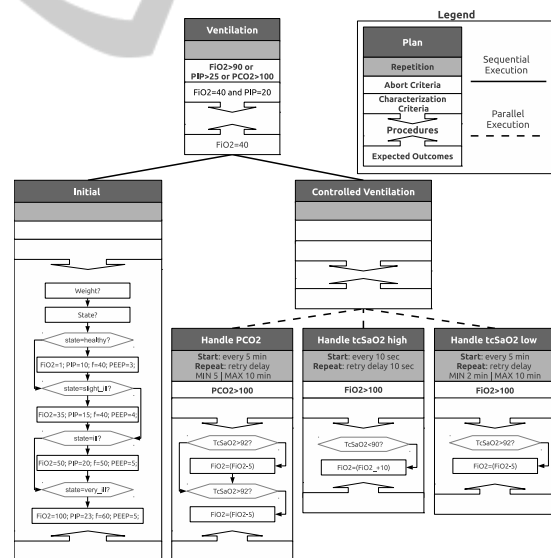 Legend
Ventilation
FiO2>90 or
PIP>25 or PCO2>100
FiO2=40 and PIP=20
FiO2=40
Plan
Repetition
Abort Criteria
Characterization
Criteria
Procedures
Expected Outcomes
Sequential
Execution
Parallel
Execution
Initial
Weight?
State?
state=healthy?
FiO2=1; PIP=10; f=40; PEEP=3;
state=slight_ill?
FiO2=35; PIP=15; f=40; PEEP=4;
state=ill?
FiO2=50; PIP=20; f=50; PEEP=5;
state=very_ill?
FiO2=100; PIP=23; f=60; PEEP=5;
Controlled Ventilation
Handle PCO2
Start: every 5 min
Repeat: retry delay
MIN 5 | MAX 10 min
PCO2>100
TcSaO2>92?
FiO2=(FiO2-5)
TcSaO2>92?
FiO2=(FiO2-5)
Handle tcSaO2 high
Start: every 10 sec
Repeat: retry delay 10 sec
FiO2>100
TcSaO2<90?
FiO2=(FiO2_+10)
Handle tcSaO2 low
Start: every 5 min
Repeat: retry delay
MIN 2 min | MAX 10 min
FiO2>100
TcSaO2>92?
FiO2=(FiO2-5)